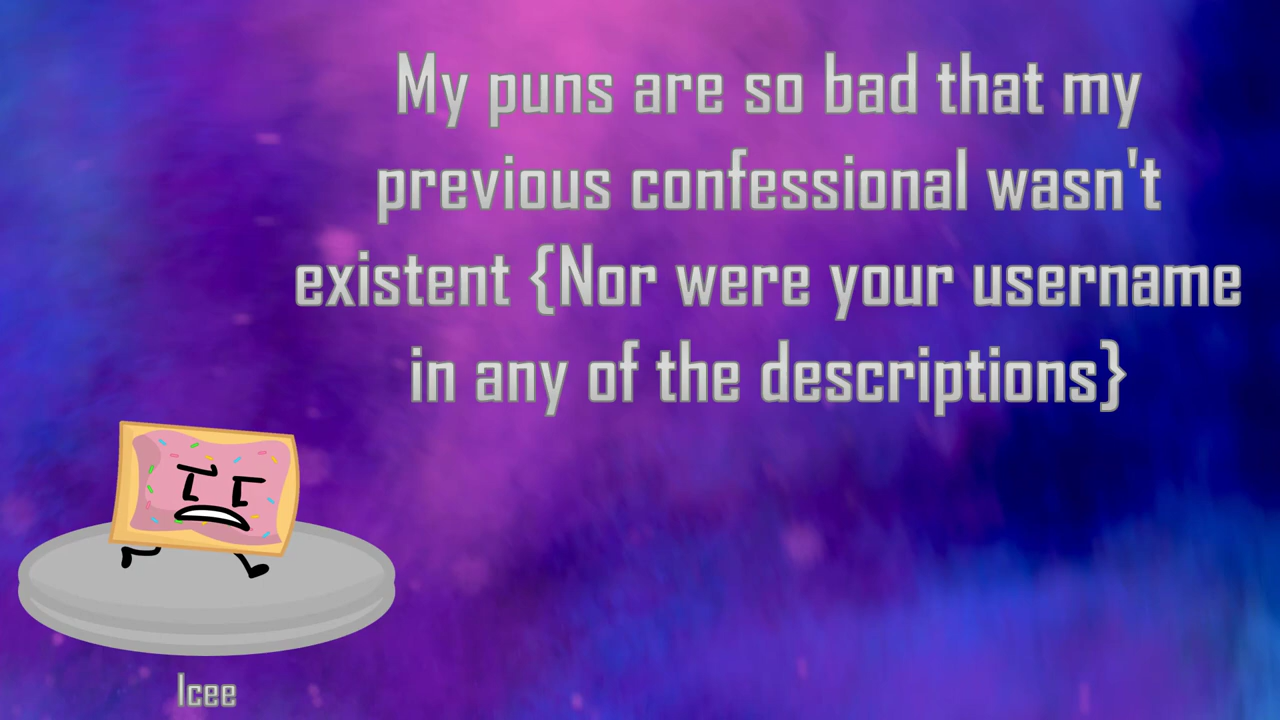 My puns are so bad that my
previous confessional wasn't
existent {Nor were your username
in any of the descriptions}
Icee